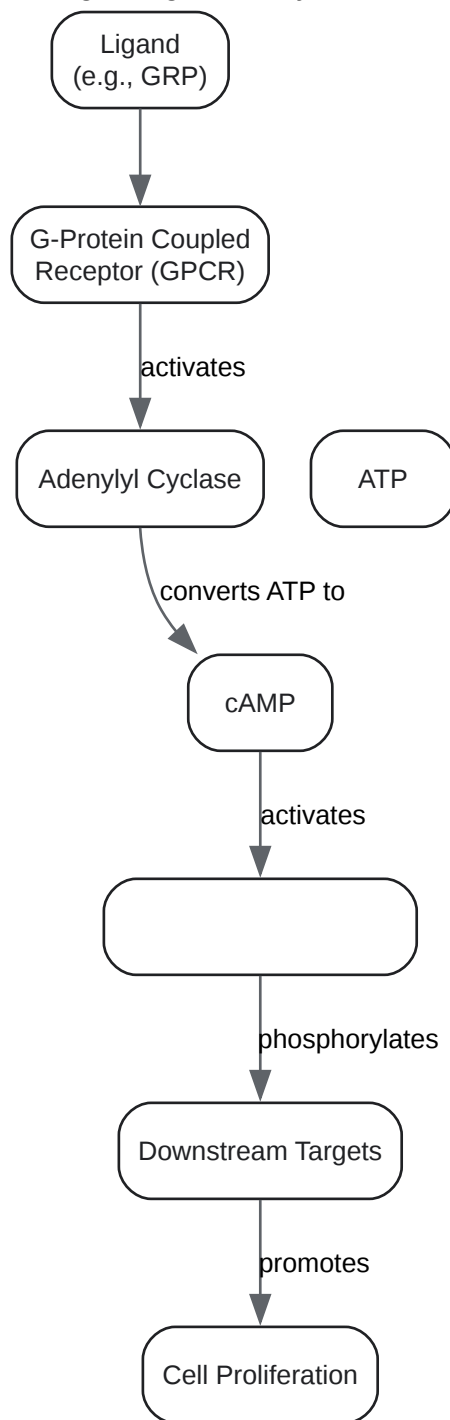 Ligand
(e.g., GRP)
G-Protein Coupled
Receptor (GPCR)
activates
Adenylyl Cyclase
ATP
converts ATP to
cAMP
activates
phosphorylates
Downstream Targets
promotes
Cell Proliferation